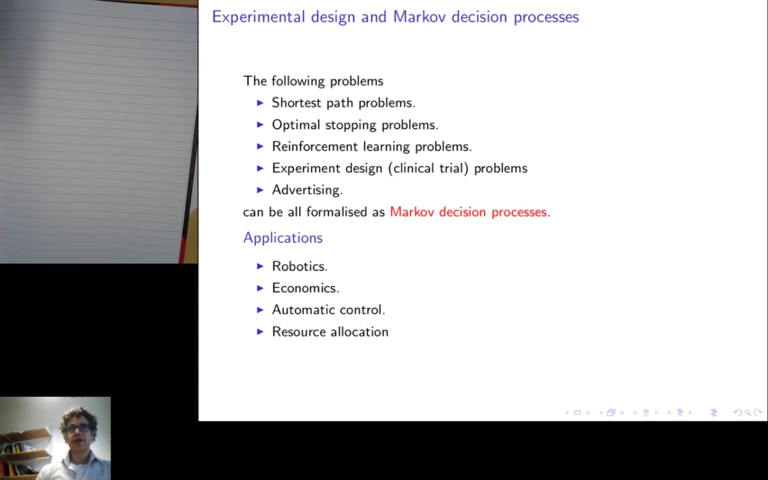 Experimental design and Markov decision processes
The following problems
► Shortest path problems.
► Optimal stopping problems.
► Reinforcement learning problems.
► Experiment design (clinical trial) problems
► Advertising.
can be all formalised as Markov decision processes.
Applications
► Robotics.
► Economics.
► Automatic control.
► Resource allocation